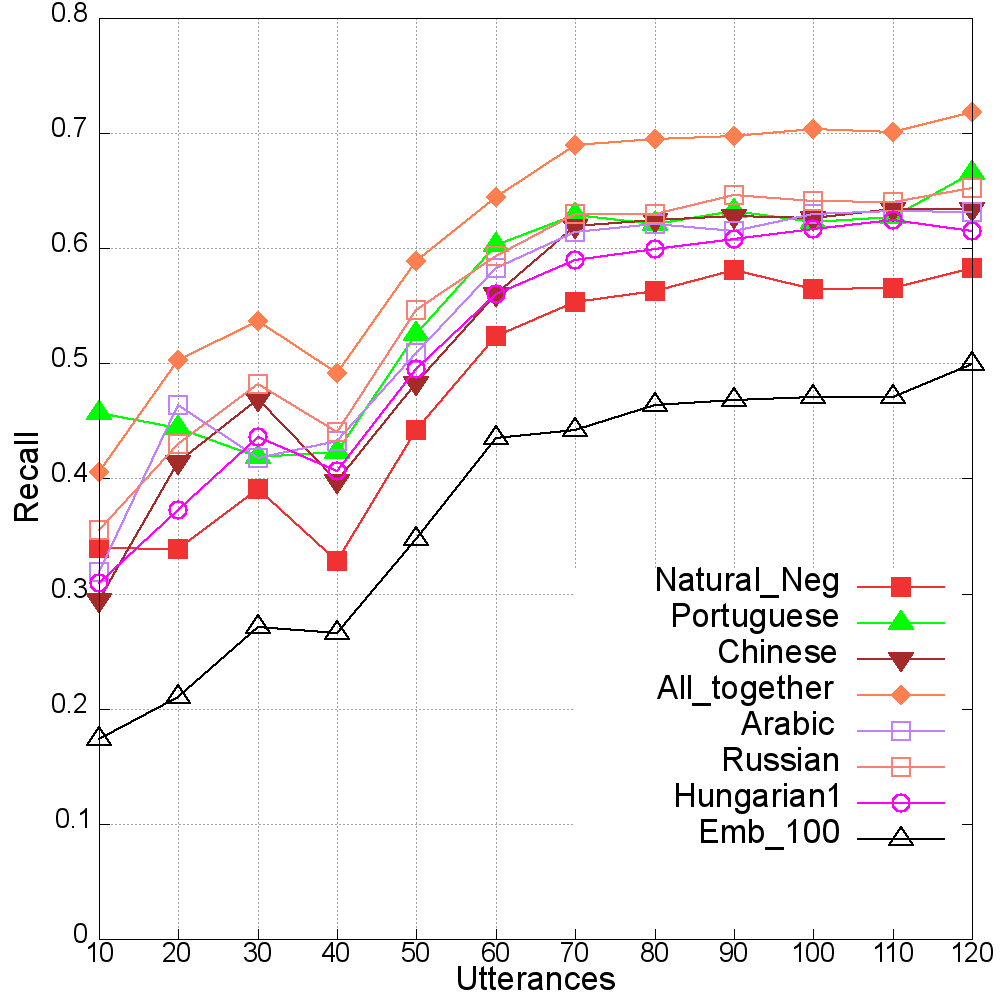 0.8
0.7
0.6
0.5
0.4
0.3
0.2
0.1
0
Recall
Natural_Neg
Portuguese
Chinese
All_together
Arabic
Russian
Hungarian1
Emb_100
10 20 30 40 50 60 70 80 90 100 110 120
Utterances